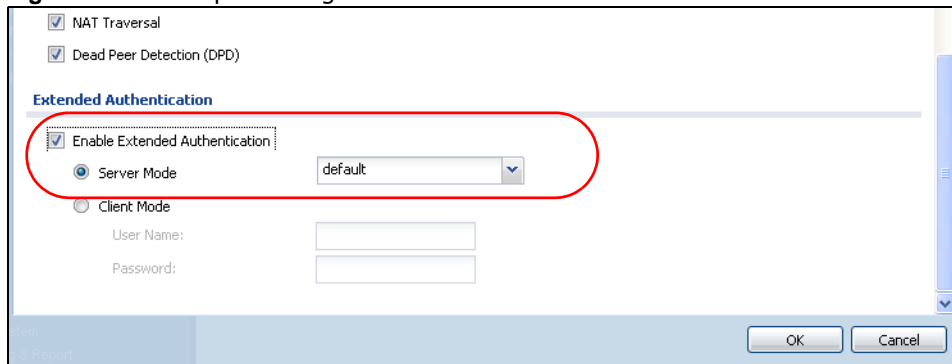 NAT Traversal
Dead Peer Detection (DPD)
Extended Authentication
Enable Extended Authentication
Server Mode default
Client Mode
User Name:
Password:
OK Cancel
& Report